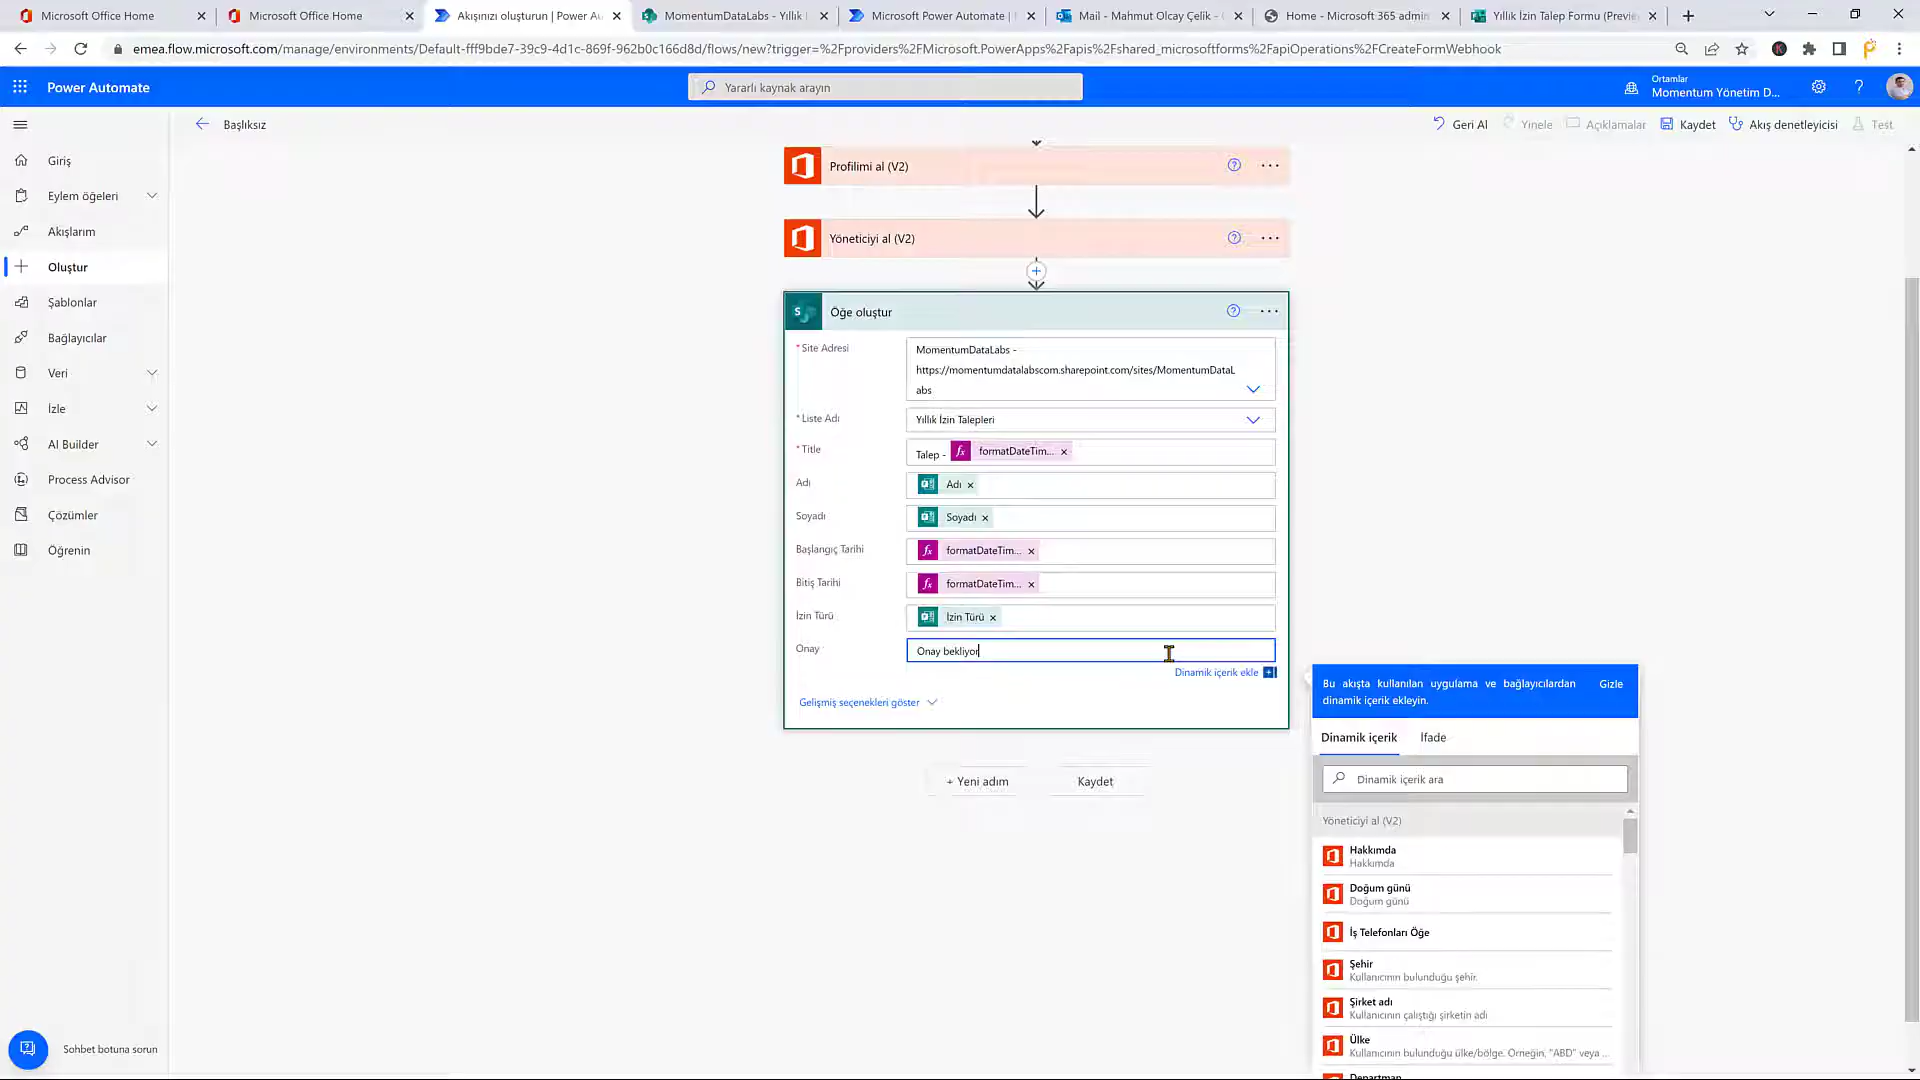 Microsoft Office Home
Microsoft Office Home
Akışınızı oluşturun | Power Au
MomentumDataLabs - Yıllık İ
Microsoft Power Automate |
Mail - Mahmut Olcay Çelik -
Home - Microsoft 365 admin
Yıllık İzin Talep Formu (Previe
emea.flow.microsoft.com/manage/environments/Default-fff9bde7-39c9-4d1c-869f-962b0c166d8d/flows/new?trigger=%2Fproviders%2FMicrosoft.PowerApps%2Fapis%2Fshared_microsoftforms%2FapiOperations%2FCreateFormWebhook
Power Automate
Yararlı kaynak arayın
Ortamlar
Momentum Yönetim D...
Başlıksız
Geri Al
Yinele
Açıklamalar
Kaydet
Akış denetleyicisi
Test
Giriş
Eylem öğeleri
Akışlarım
Oluştur
Şablonlar
Bağlayıcılar
Veri
İzle
AI Builder
Process Advisor
Çözümler
Öğrenin
Sohbet botuna sorun
Profilimi al (V2)
Yöneticiyi al (V2)
Öğe oluştur
* Site Adresi
MomentumDataLabs -
https://momentumdatalabscom.sharepoint.com/sites/MomentumDataL
abs
* Liste Adı
Yıllık İzin Talepleri
* Title
Talep - formatDateTim...
Adı
Adı
Soyadı
Soyadı
Başlangıç Tarihi
formatDateTim...
Bitiş Tarihi
formatDateTim...
İzin Türü
İzin Türü
Onay
Onay bekliyor
Dinamik içerik ekle
Gelişmiş seçenekleri göster
+ Yeni adım
Kaydet
Bu akışta kullanılan uygulama ve bağlayıcılardan
dinamik içerik ekleyin.
Gizle
Dinamik içerik
İfade
Dinamik içerik ara
Yöneticiyi al (V2)
Hakkımda
Hakkımda
Doğum günü
Doğum günü
İş Telefonları Öğe
Şehir
Kullanıcının bulunduğu şehir.
Şirket adı
Kullanıcının çalıştığı şirketin adı
Ülke
Kullanıcının bulunduğu ülke/bölge. Örneğin, "ABD" veya ...
Departman